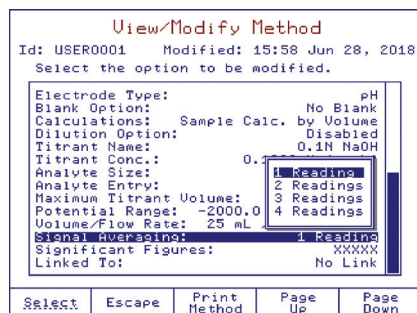 View/Modify Method
Id: USER0001 Modified: 15:58 Jun 28, 2018
Select the option to be modified.
Electrode Type: pH
Blank Option: No Blank
Calculations: Sample Calc. by Volume
Dilution Option: Disabled
Titrant Name: 0.1N NaOH
Titrant Conc.:
Analyte Size:
Analyte Entry:
Maximum Titrant Volume:
Potential Range: -2000.0
Volume/Flow Rate: 25 mL
Signal Averaging: 1 Reading
Significant Figures: XXXXX
Linked To: No Link
1 Reading
2 Readings
3 Readings
4 Readings
Select Escape Print Method Page Up Page Down